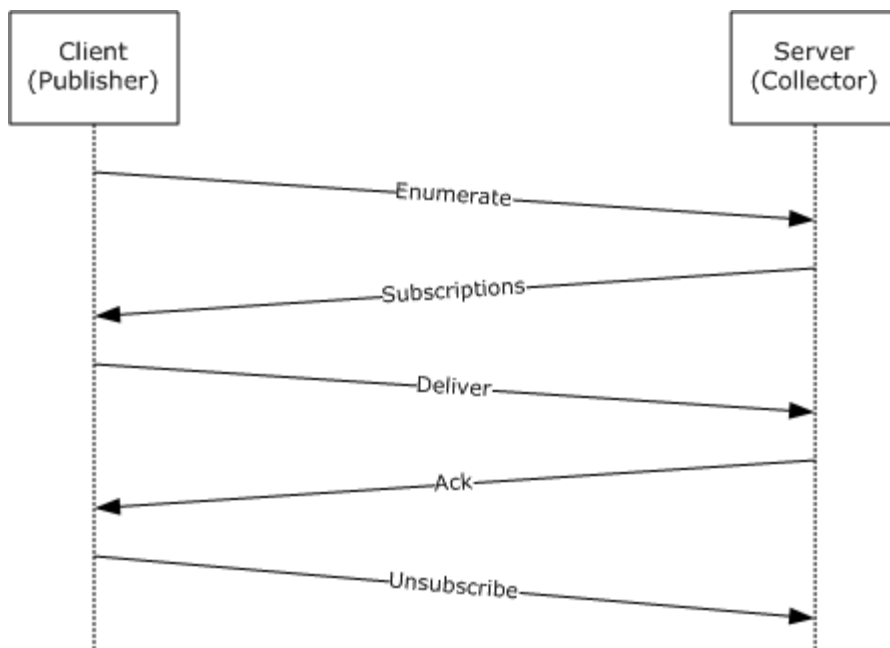 Client
(Publisher)
Server
(Collector)
Enumerate
Subscriptions
Deliver
Ack
Unsubscribe